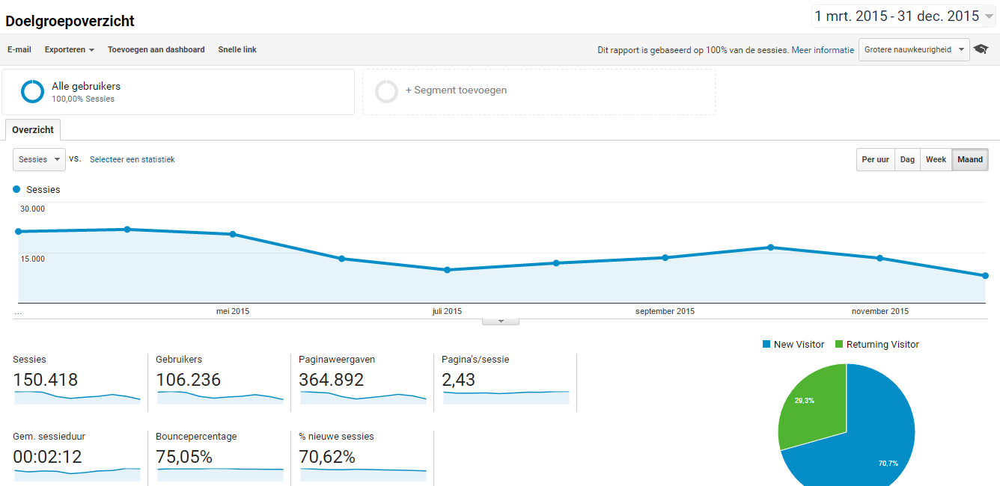 Doelgroepoverzicht
1 mrt. 2015 - 31 dec. 2015
E-mail Exporteren Toevoegen aan dashboard Snelle link
Dit rapport is gebaseerd op 100% van de sessies. Meer informatie Grotere nauwkeurigheid
Alle gebruikers
100,00% Sessies
+ Segment toevoegen
Overzicht
Sessies vs. Selecteer een statistiek
Per uur Dag Week Maand
Sessies
30.000
15.000
... mei 2015 juli 2015 september 2015 november 2015
New Visitor Returning Visitor
Sessies Gebruikers Paginaweergaven Pagina's/sessie
150.418 106.236 364.892 2,43
29,3%
Gem. sessieduur Bouncepercentage % nieuwe sessies
00:02:12 75,05% 70,62%
70,7%